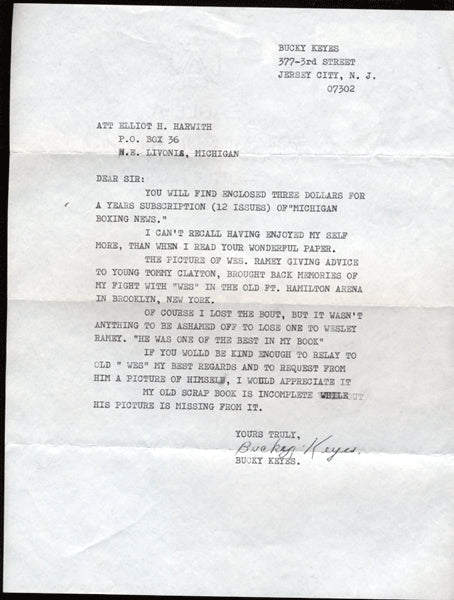 BUCKY KEYES
377-3rd STREET
JERSEY CITY, N. J.
07302
ATT ELLIOT H. HARWITH
P.O. BOX 36
N.E. LIVONIA, MICHIGAN
DEAR SIR:
YOU WILL FIND ENCLOSED THREE DOLLARS FOR
A YEARS SUBSCRIPTION (12 ISSUES) OF"MICHIGAN
BOXING NEWS."
I CAN'T RECALL HAVING ENJOYED MY SELF
MORE, THAN WHEN I READ YOUR WONDERFUL PAPER.
THE PICTURE OF WES. RAMEY GIVING ADVICE
TO YOUNG TOMMY CLAYTON, BROUGHT BACK MEMORIES OF
MY FIGHT WITH "WES" IN THE OLD FT. HAMILTON ARENA
IN BROOKLYN, NEW YORK.
OF COURSE I LOST THE BOUT, BUT IT WASN'T
ANYTHING TO BE ASHAMED OFF TO LOSE ONE TO WESLEY
RAMEY. "HE WAS ONE OF THE BEST IN MY BOOK"
IF YOU WOLLD BE KIND ENOUGH TO RELAY TO
OLD " WES" MY BEST REGARDS AND TO REQUEST FROM
HIM A PICTURE OF HIMSELF, I WOULD APPRECIATE IT
MY OLD SCRAP BOOK IS INCOMPLETE
HIS PICTURE IS MISSING FROM IT.
YOURS TRULY,
Bucky Keyes.
BUCKY KEYES.